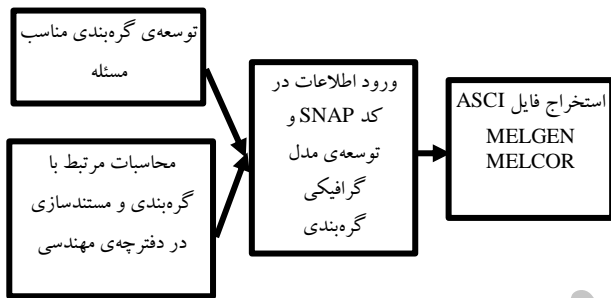 توسعه‌ی گره‌بندی مناسب
مسئله
محاسبات مرتبط با
گره‌بندی و مستندسازی
در دفترچه‌ی مهندسی
ورود اطلاعات در
کد SNAP و
توسعه‌ی مدل
گرافیکی
گره‌بندی
استخراج فایل ASCI
MELGEN
MELCOR